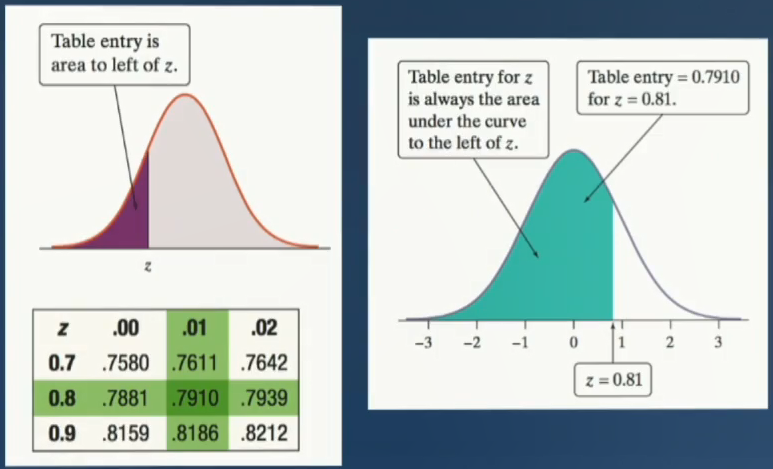 Table entry is
area to left of z.
z
z .00 .01 .02
0.7 .7580 .7611 .7642
0.8 .7881 .7910 .7939
0.9 .8159 .8186 .8212
Table entry for z
is always the area
under the curve
to the left of z.
Table entry = 0.7910
for z = 0.81.
−3 −2 −1 0 1 2 3
z = 0.81